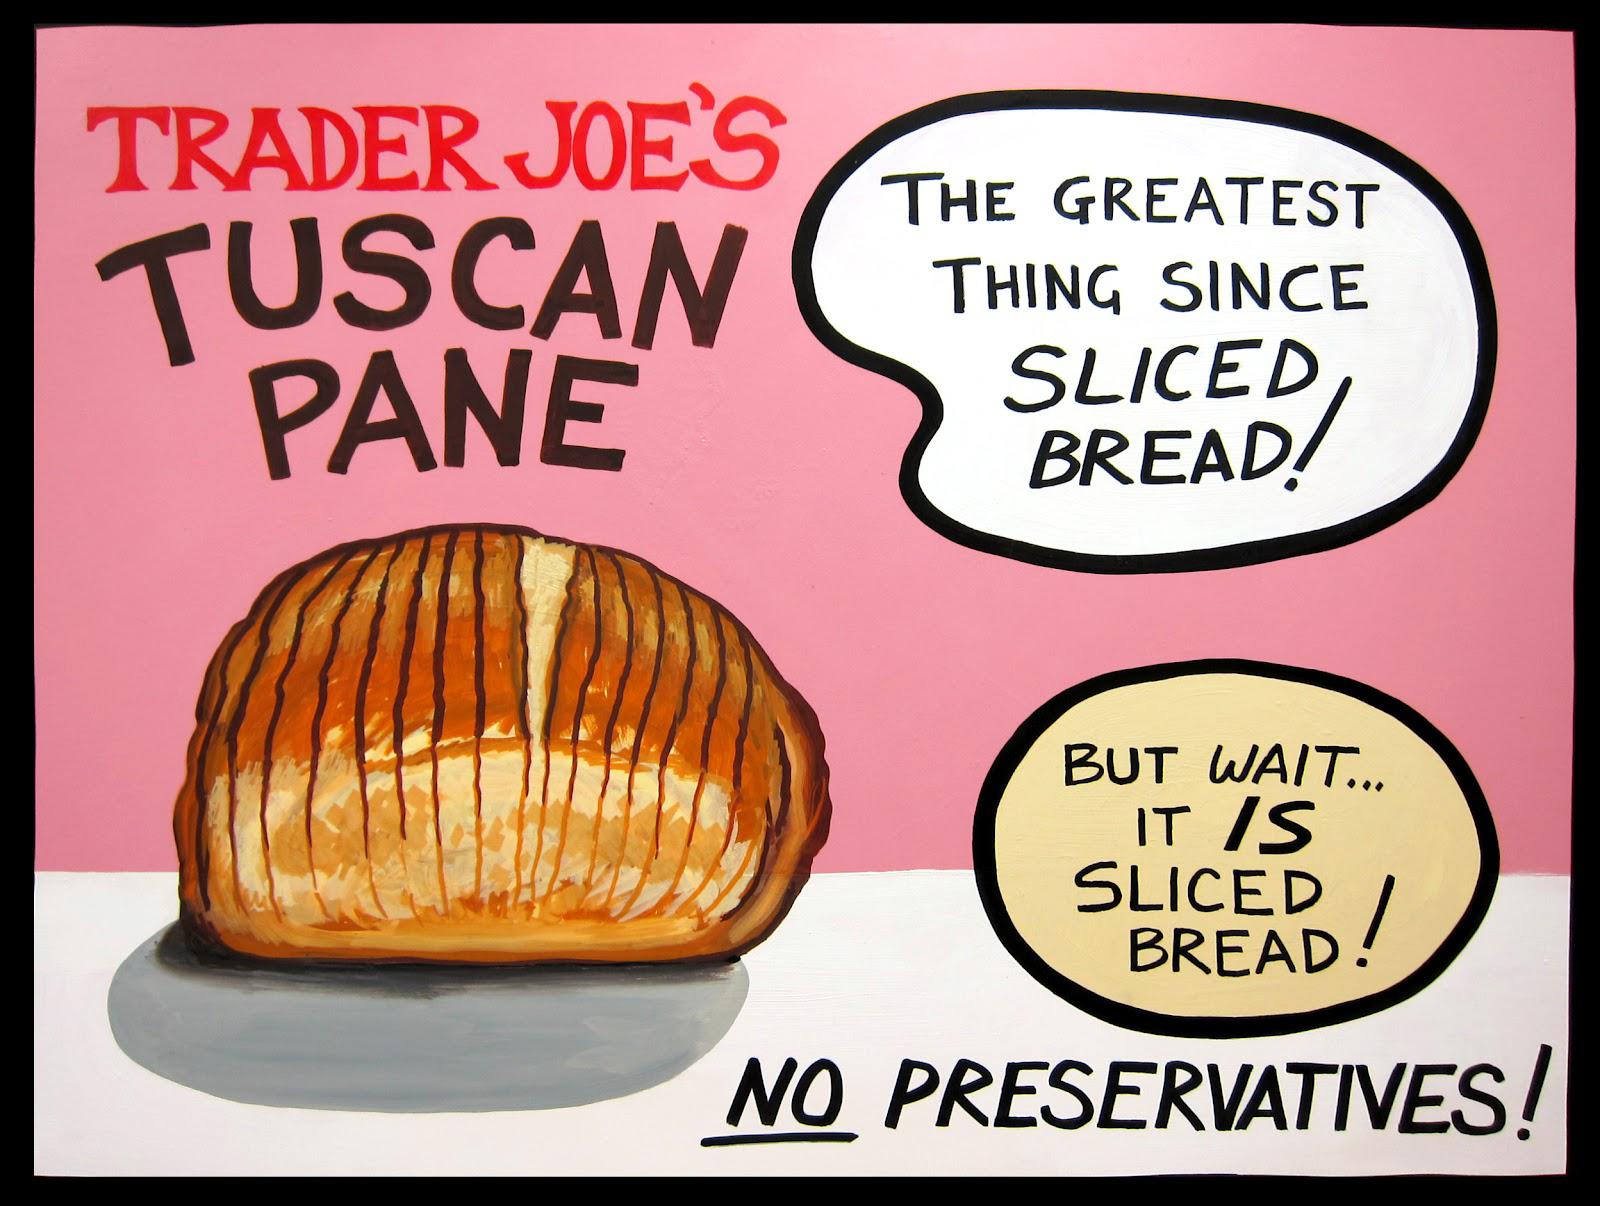 TRADER JOE'S
TUSCAN
PANE
THE GREATEST
THING SINCE
SLICED
BREAD!
BUT WAIT...
IT IS
SLICED
BREAD!
NO PRESERVATIVES!